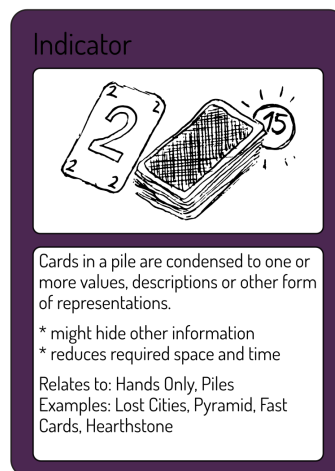 Indicator
2
2
2
2
2
15
Cards in a pile are condensed to one or
more values, descriptions or other form
of representations.
* might hide other information
* reduces required space and time
Relates to: Hands Only, Piles
Examples: Lost Cities, Pyramid, Fast
Cards, Hearthstone